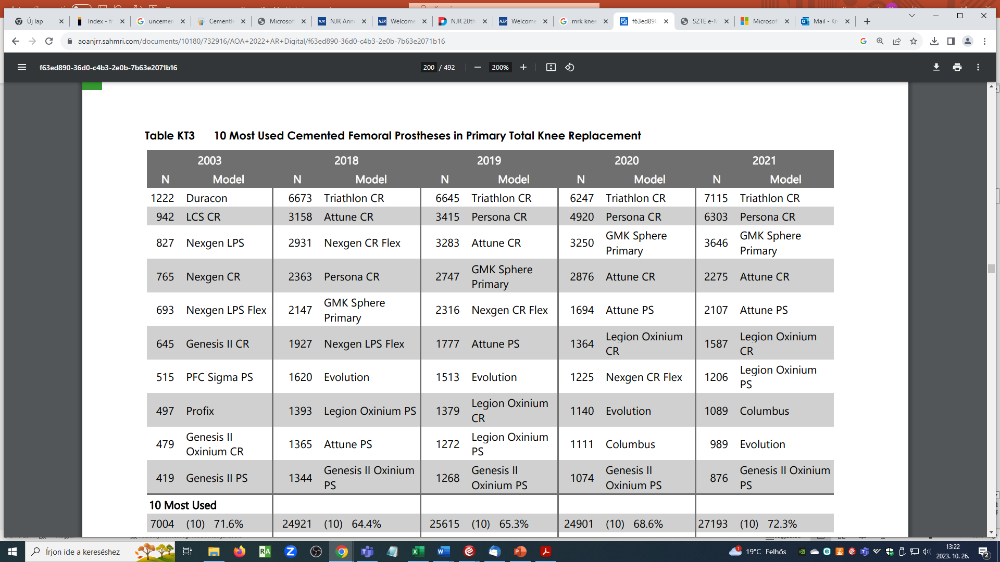 Új lap
Index - fr
uncemen
Cementle
Microsof
NJR Ann
Welcome
NJR 20th
Welcome
mrk knee
f63ed890
SZTE e-M
Microsof
Mail - Kri
aoanjrr.sahmri.com/documents/10180/732916/AOA+2022+AR+Digital/f63ed890-36d0-c4b3-2e0b-7b63e2071b16
f63ed890-36d0-c4b3-2e0b-7b63e2071b16 200 / 492 200%
Table KT3 10 Most Used Cemented Femoral Prostheses in Primary Total Knee Replacement
2003 2018 2019 2020 2021
N Model N Model N Model N Model N Model
1222 Duracon 6673 Triathlon CR 6645 Triathlon CR 6247 Triathlon CR 7115 Triathlon CR
942 LCS CR 3158 Attune CR 3415 Persona CR 4920 Persona CR 6303 Persona CR
827 Nexgen LPS 2931 Nexgen CR Flex 3283 Attune CR 3250 GMK Sphere Primary 3646 GMK Sphere Primary
765 Nexgen CR 2363 Persona CR 2747 GMK Sphere Primary 2876 Attune CR 2275 Attune CR
693 Nexgen LPS Flex 2147 GMK Sphere Primary 2316 Nexgen CR Flex 1694 Attune PS 2107 Attune PS
645 Genesis II CR 1927 Nexgen LPS Flex 1777 Attune PS 1364 Legion Oxinium CR 1587 Legion Oxinium CR
515 PFC Sigma PS 1620 Evolution 1513 Evolution 1225 Nexgen CR Flex 1206 Legion Oxinium PS
497 Profix 1393 Legion Oxinium PS 1379 Legion Oxinium CR 1140 Evolution 1089 Columbus
479 Genesis II Oxinium CR 1365 Attune PS 1272 Legion Oxinium PS 1111 Columbus 989 Evolution
419 Genesis II PS 1344 Genesis II Oxinium PS 1268 Genesis II Oxinium PS 1074 Genesis II Oxinium PS 876 Genesis II Oxinium PS
10 Most Used
7004 (10) 71.6% 24921 (10) 64.4% 25615 (10) 65.3% 24901 (10) 68.6% 27193 (10) 72.3%
Írjon ide a kereséshez
19°C Felhős
13:22
2023. 10. 26.
2